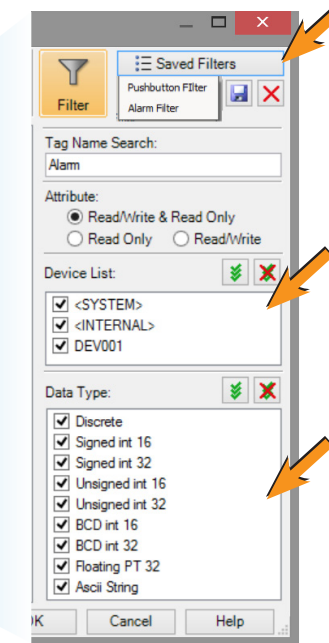 Saved Filters
Filter
Pushbutton FIlter
Alarm Filter
Tag Name Search:
Alarm
Attribute:
Read/Write & Read Only
Read Only Read/Write
Device List:
<SYSTEM>
<INTERNAL>
DEV001
Data Type:
Discrete
Signed int 16
Signed int 32
Unsigned int 16
Unsigned int 32
BCD int 16
BCD int 32
Floating PT 32
Ascii String
Cancel Help